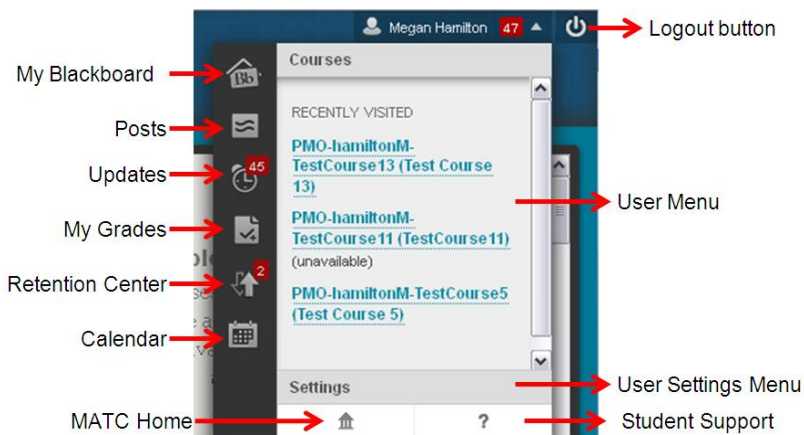 Megan Hamilton 47
Logout button
My Blackboard
Bb
Courses
Posts
RECENTLY VISITED
PMO-hamiltonM-
TestCourse13 (Test Course
13)
Updates
45
User Menu
My Grades
PMO-hamiltonM-
TestCourse11 (TestCourse11)
(unavailable)
Retention Center
2
PMO-hamiltonM-TestCourse5
(Test Course 5)
Calendar
Settings
User Settings Menu
MATC Home
?
Student Support